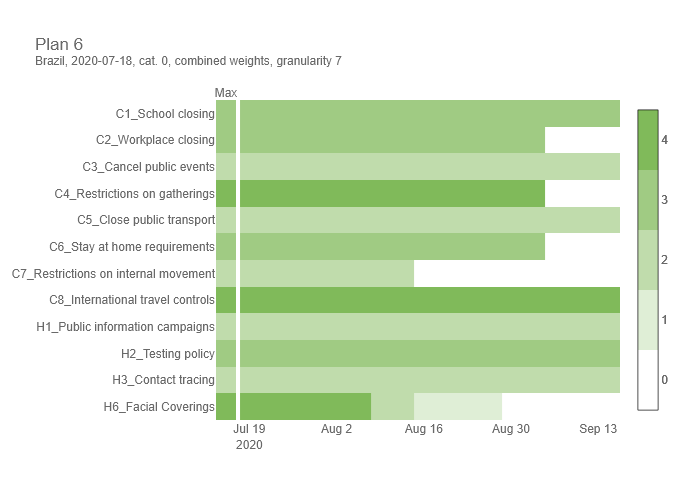 Plan 6
Brazil, 2020-07-18, cat. 0, combined weights, granularity 7
Max
C1_School closing
C2_Workplace closing
C3_Cancel public events
C4_Restrictions on gatherings
C5_Close public transport
C6_Stay at home requirements
C7_Restrictions on internal movement
C8_International travel controls
H1_Public information campaigns
H2_Testing policy
H3_Contact tracing
H6_Facial Coverings
4
3
2
1
0
Jul 19 Aug 2 Aug 16 Aug 30 Sep 13
2020